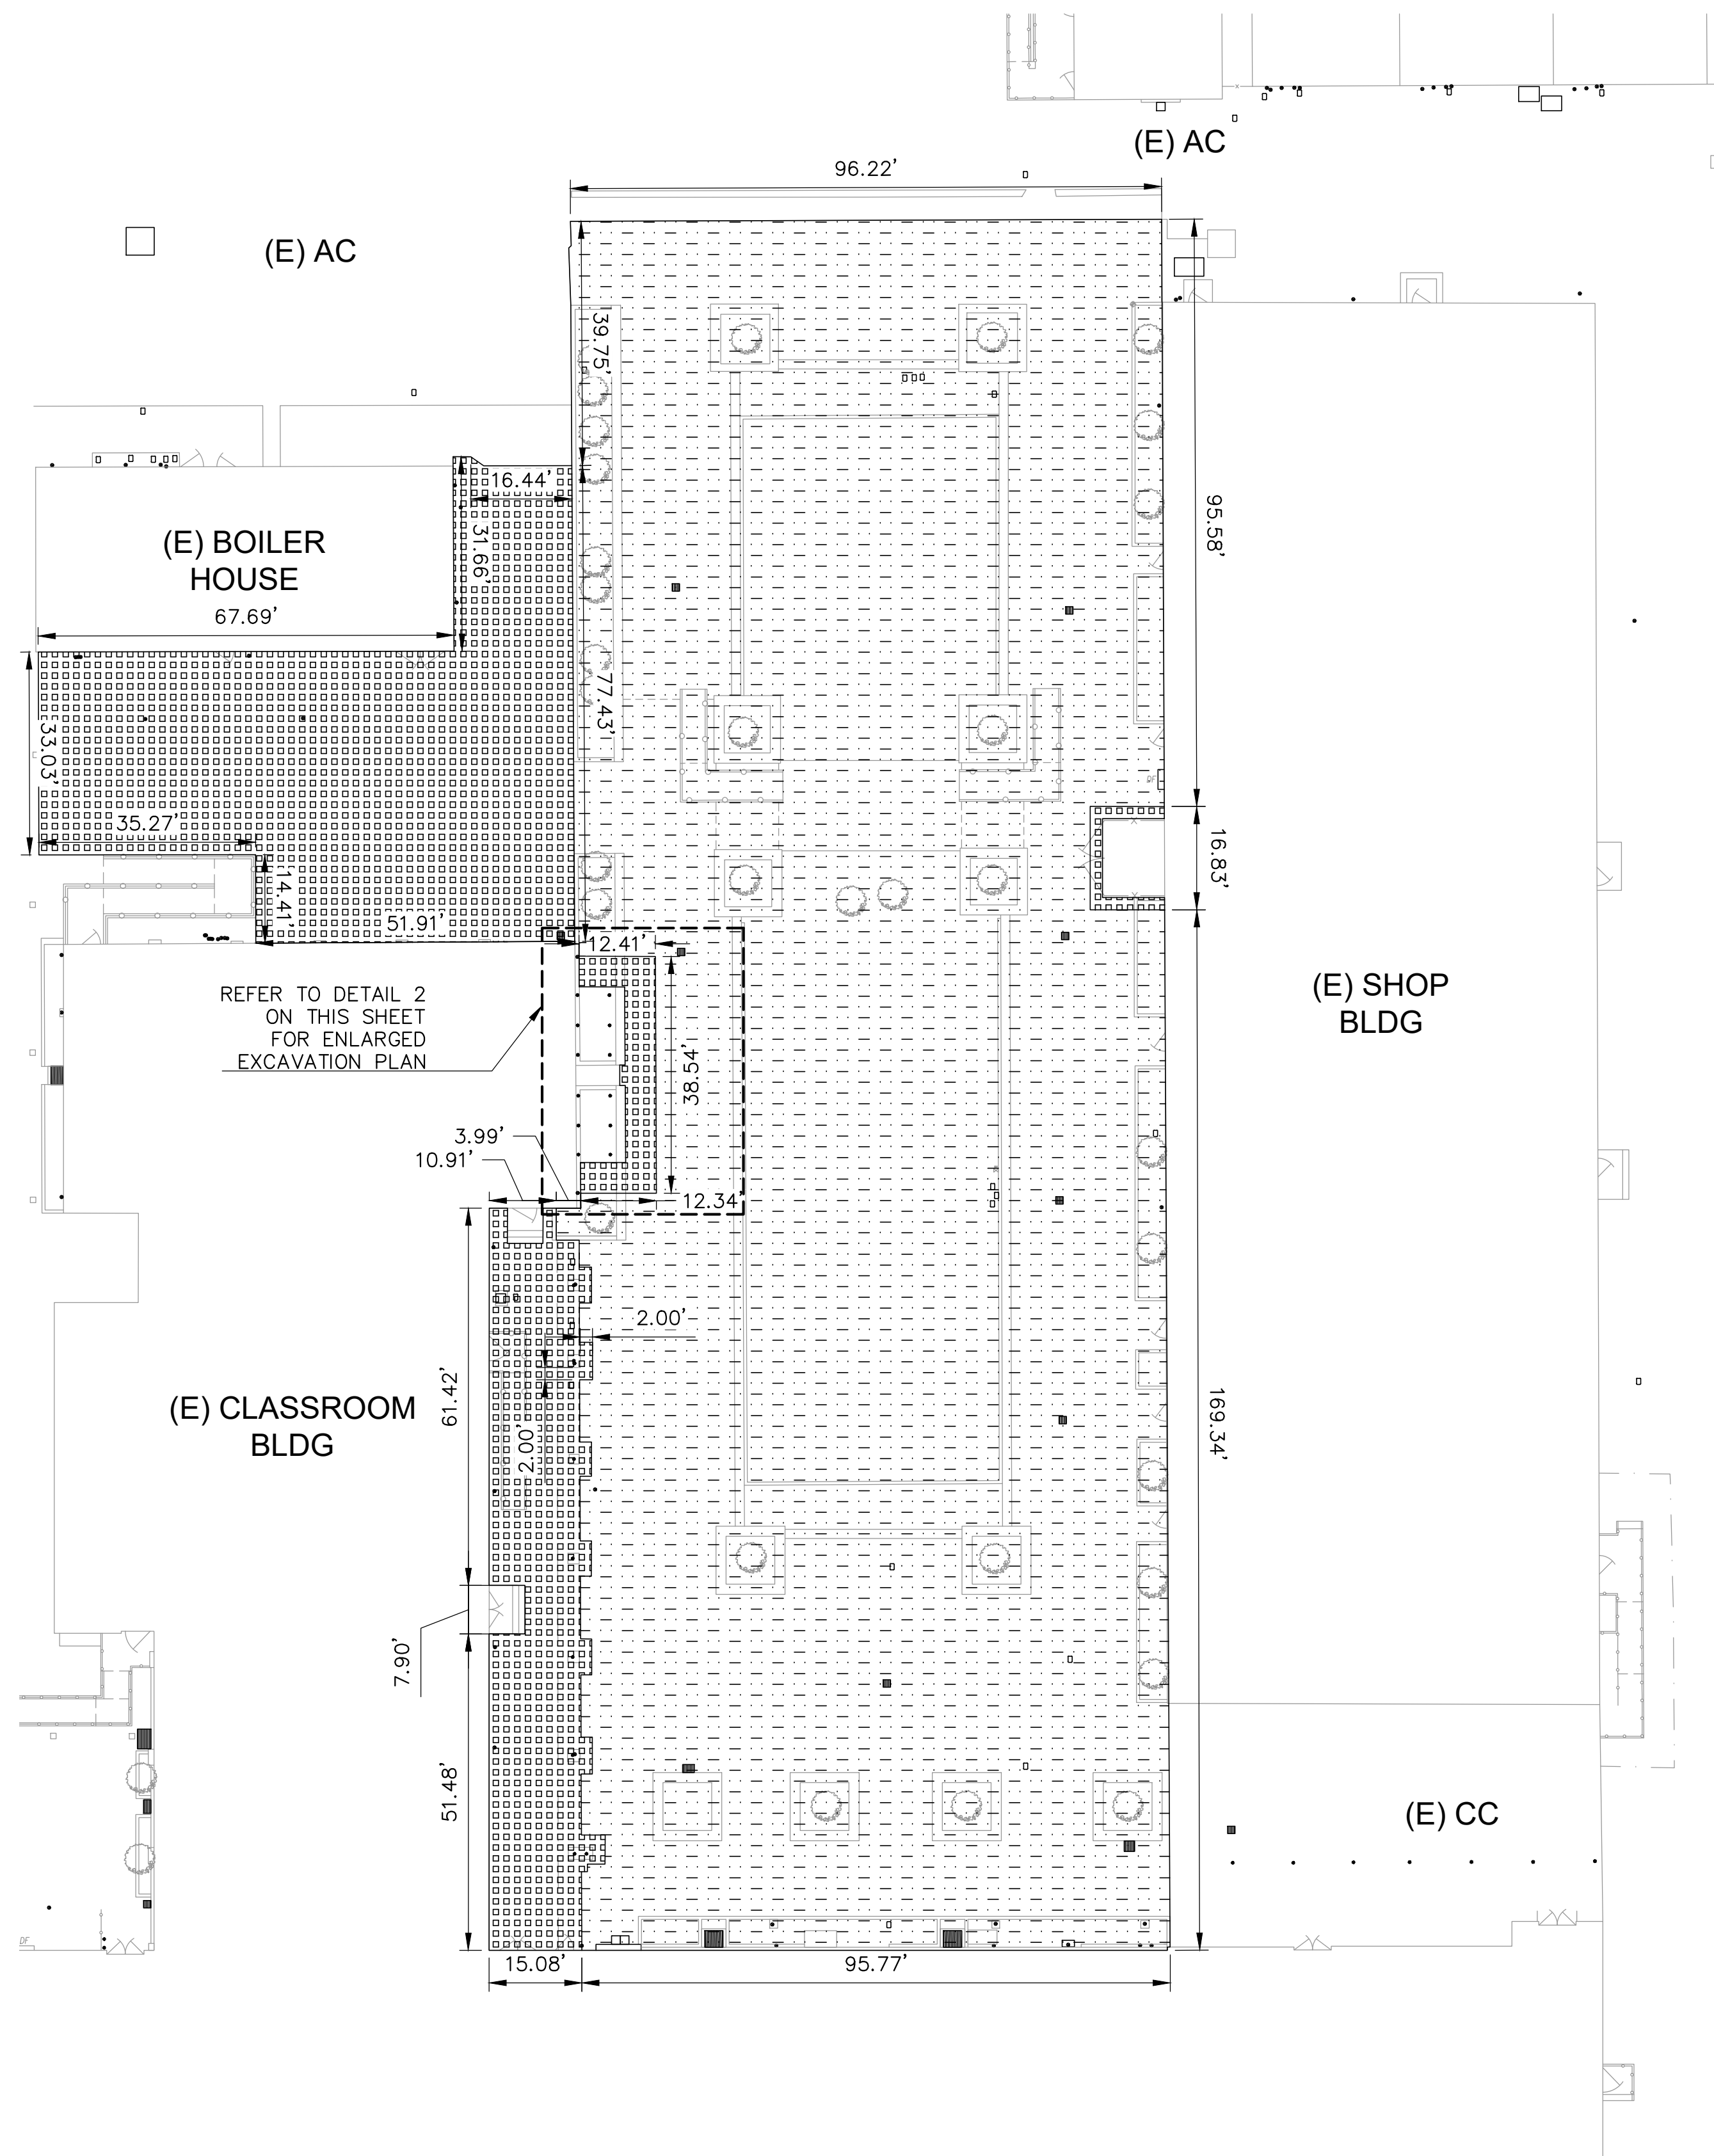 (E) AC
96.22'
(E) AC
39.75'
16.44'
95.58'
31.66'
(E) BOILER
HOUSE
67.69'
77.43'
33.03'
DF
35.27'
16.83'
14.41'
51.91'
12.41'
REFER TO DETAIL 2
ON THIS SHEET
FOR ENLARGED
EXCAVATION PLAN
(E) SHOP
BLDG
38.54'
3.99'
10.91'
12.34'
2.00'
61.42'
(E) CLASSROOM
BLDG
2.00'
169.34'
7.90'
51.48'
(E) CC
DF
15.08'
95.77'